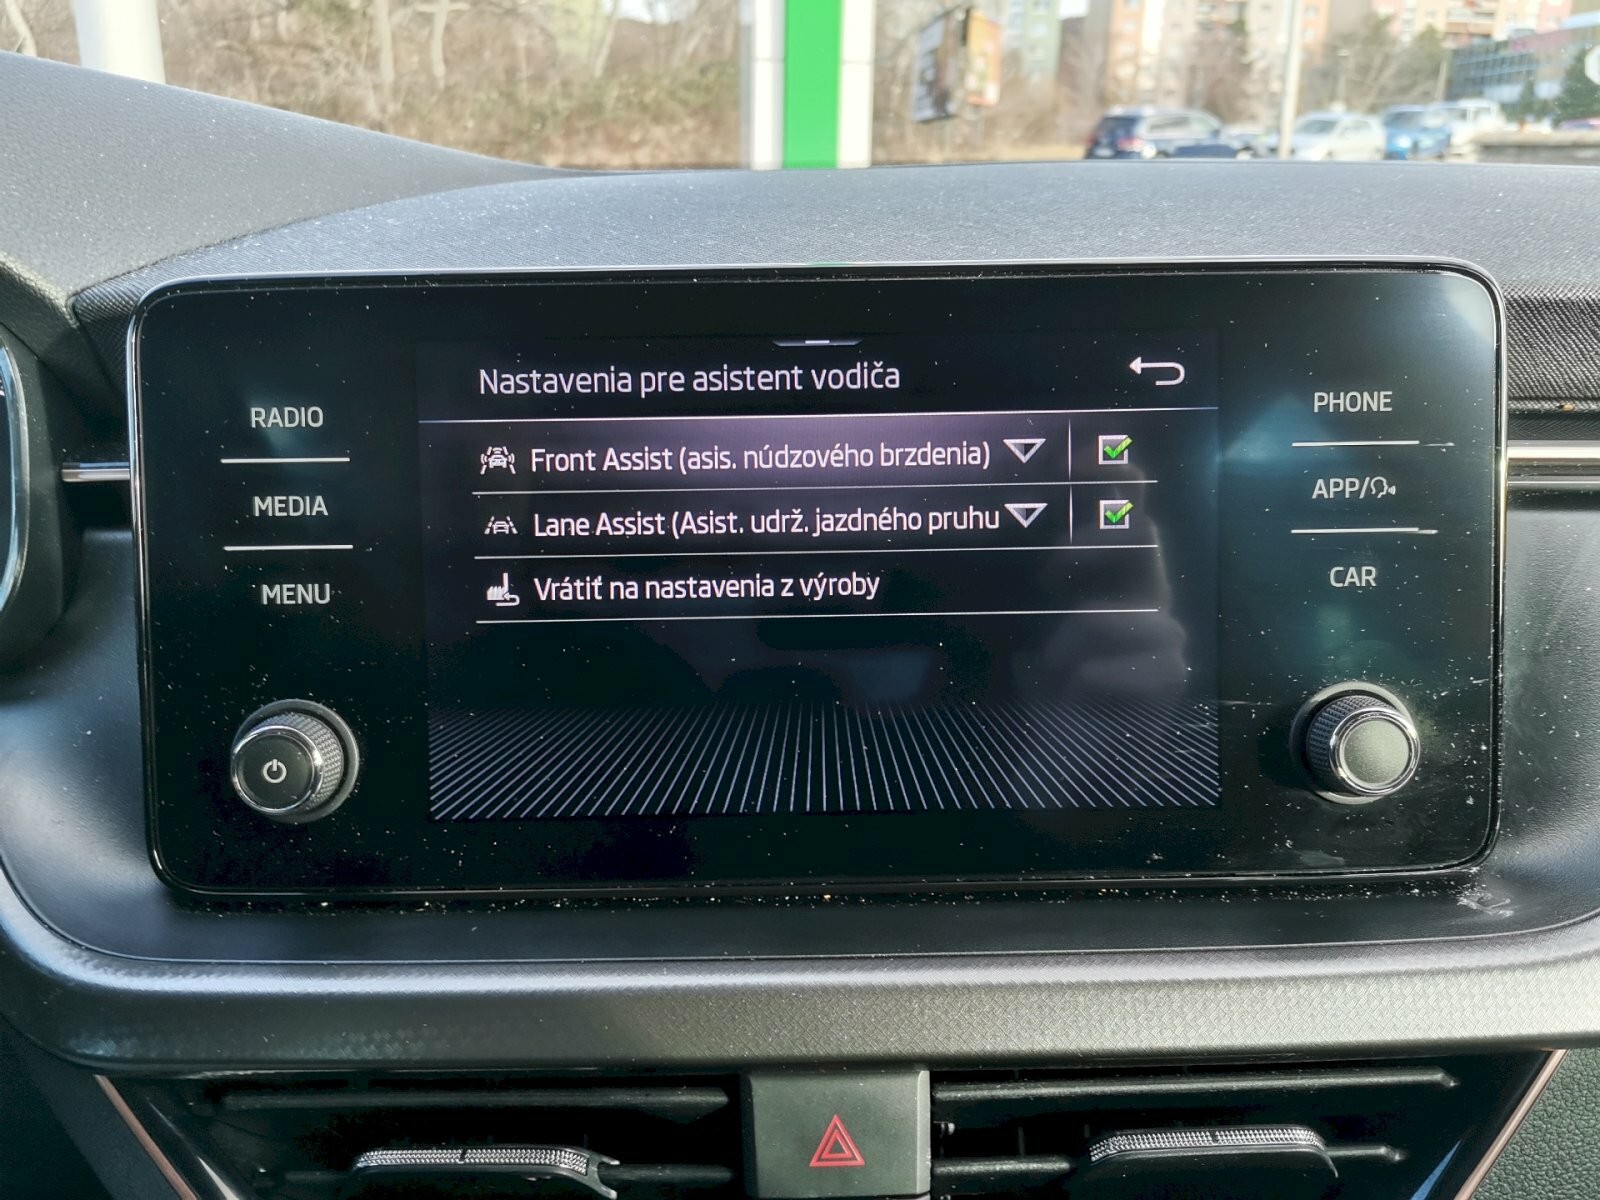 Nastavenia pre asistent vodiča
RADIO
MEDIA
MENU
Front Assist (asis. núdzového brzdenia)
Lane Assist (Asist. udrž. jazdného pruhu
Vrátiť na nastavenia z výroby
PHONE
APP/
CAR